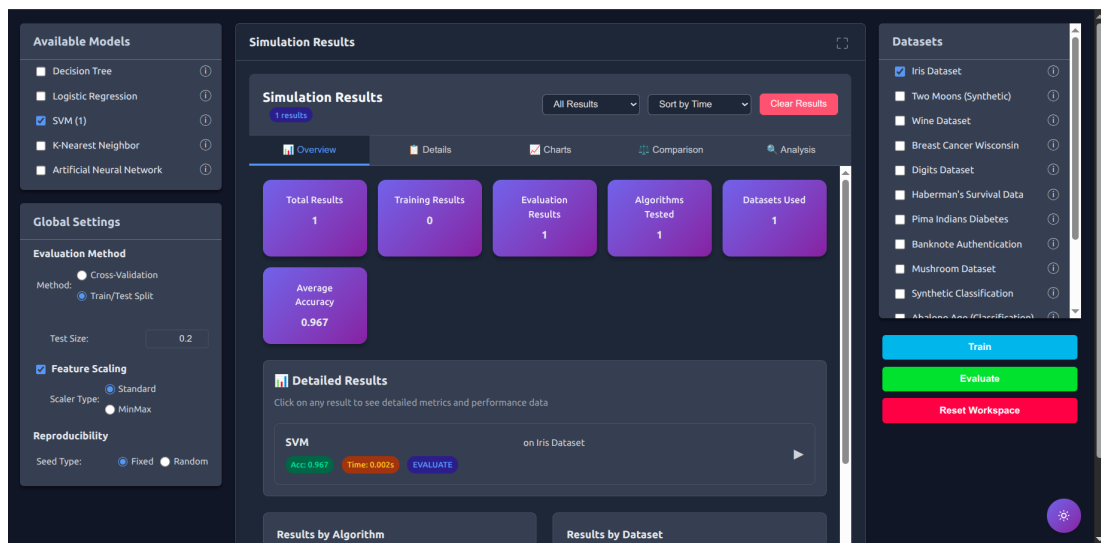 Available Models
Decision Tree
Logistic Regression
SVM (1)
K-Nearest Neighbor
Artificial Neural Network
Global Settings
Evaluation Method
Method:
Cross-Validation
Train/Test Split
Test Size: 0.2
Feature Scaling
Scaler Type:
Standard
MinMax
Reproducibility
Seed Type: Fixed Random
Simulation Results
Simulation Results
1 results
All Results Sort by Time Clear Results
Overview Details Charts Comparison Analysis
Total Results
1
Training Results
0
Evaluation
Results
1
Algorithms
Tested
1
Datasets Used
1
Average
Accuracy
0.967
Detailed Results
Click on any result to see detailed metrics and performance data
SVM on Iris Dataset
Acc: 0.967 Time: 0.002s EVALUATE
Results by Algorithm Results by Dataset
Datasets
Iris Dataset
Two Moons (Synthetic)
Wine Dataset
Breast Cancer Wisconsin
Digits Dataset
Haberman's Survival Data
Pima Indians Diabetes
Banknote Authentication
Mushroom Dataset
Synthetic Classification
Abalone Age (Classification)
Train
Evaluate
Reset Workspace